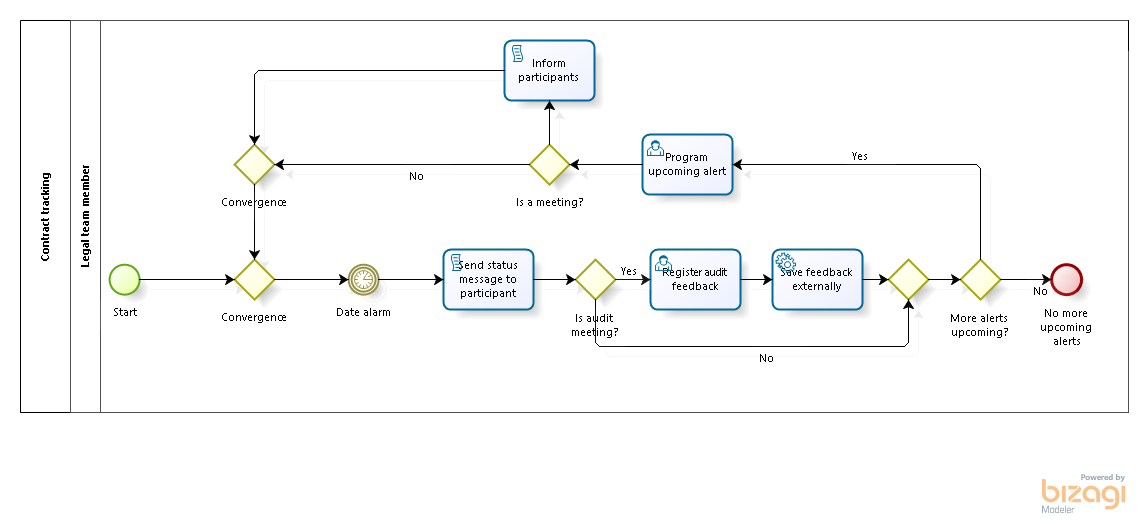 Contract tracking
Legal team member
Inform
participants
Program
upcoming alert
Yes
No
Convergence
Is a meeting?
Start
Convergence
Date alarm
Send status
message to
participant
Is audit
meeting?
Yes
Register audit
feedback
Save feedback
externally
No
More alerts
upcoming?
No
No more
upcoming
alerts
Powered by
bizagi
Modeler